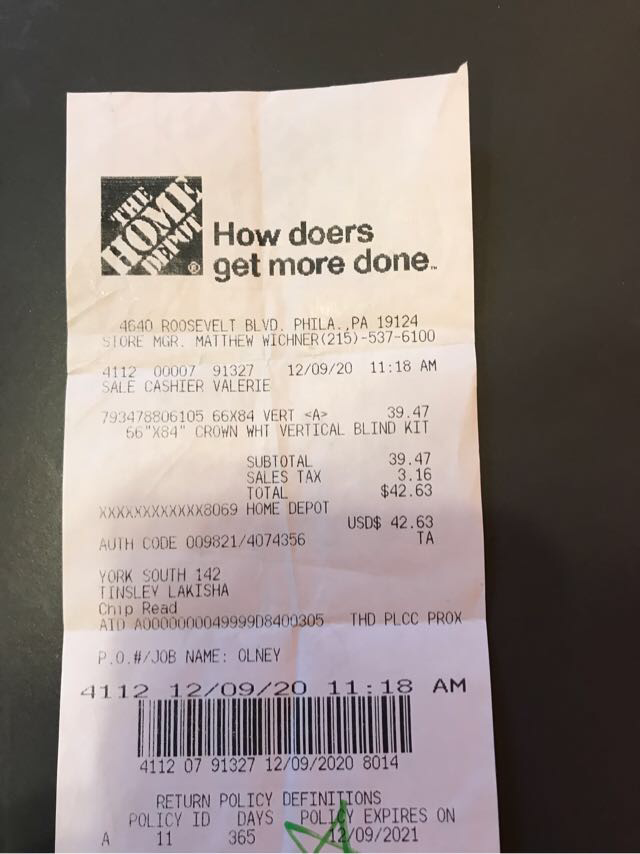 THE
HOME
DEPOT®
How doers
get more done™
4640 ROOSEVELT BLVD. PHILA.,PA 19124
STORE MGR. MATTHEW WICHNER(215)-537-6100
4112 00007 91327 12/09/20 11:18 AM
SALE CASHIER VALERIE
793478806105 66X84 VERT <A> 39.47
66"X84" CROWN WHT VERTICAL BLIND KIT
SUBTOTAL 39.47
SALES TAX 3.16
TOTAL $42.63
XXXXXXXXXXXX8069 HOME DEPOT
USD$ 42.63
AUTH CODE 009821/4074356 TA
YORK SOUTH 142
TINSLEY LAKISHA
Chip Read
AID A0000000049999D8400305 THD PLCC PROX
P.O.#/JOB NAME: OLNEY
4112 12/09/20 11:18 AM
4112 07 91327 12/09/2020 8014
RETURN POLICY DEFINITIONS
POLICY ID DAYS POLICY EXPIRES ON
A 11 365 12/09/2021